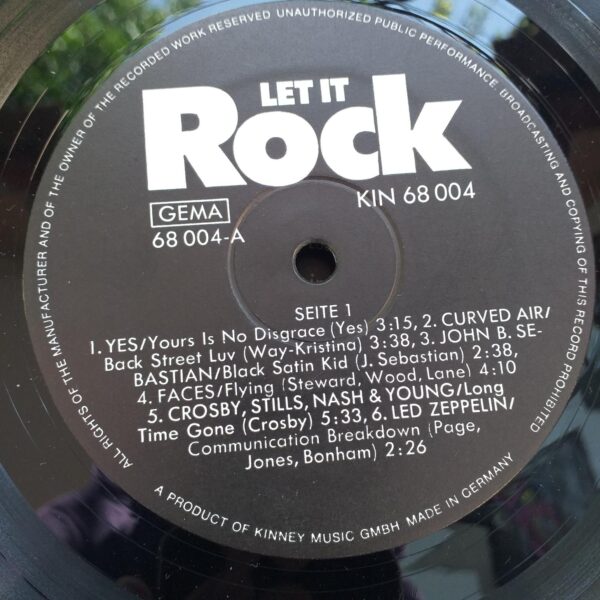 ALL RIGHTS OF THE MANUFACTURER AND OF THE OWNER OF THE RECORDED WORK RESERVED UNAUTHORIZED PUBLIC PERFORMANCE BROADCASTING AND COPYING OF THIS RECORD PROHIBITED
LET IT
Rock
GEMA
KIN 68 004
68 004-A
SEITE 1
1. YES/Yours Is No Disgrace (Yes) 3:15, 2. CURVED AIR/
Back Street Luv (Way-Kristina) 3:38, 3. JOHN B. SE-
BASTIAN/Black Satin Kid (J. Sebastian) 2:38,
4. FACES/Flying (Steward, Wood, Lane) 4:10
5. CROSBY, STILLS, NASH & YOUNG/Long
Time Gone (Crosby) 5:33, 6. LED ZEPPELIN/
Communication Breakdown (Page,
Jones, Bonham) 2:26
A PRODUCT OF KINNEY MUSIC GMBH MADE IN GERMANY